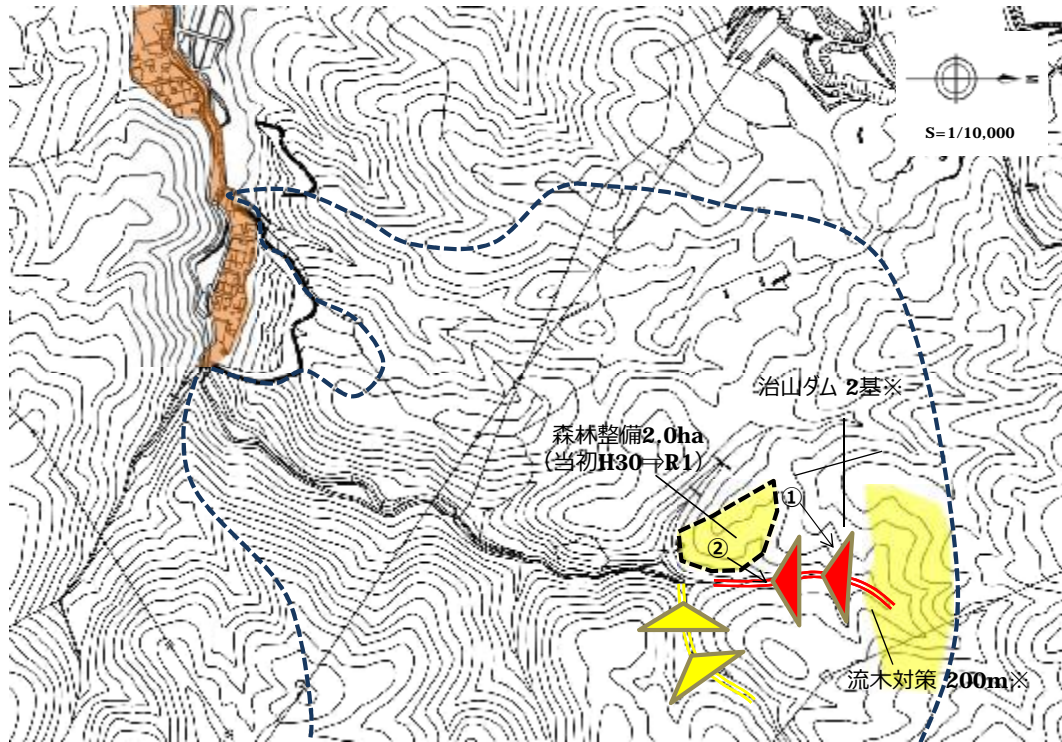 N
S=1/10,000
治山ダム 2基※
森林整備2.0ha
（当初H30⇒R1）
①
②
流木対策 200m※